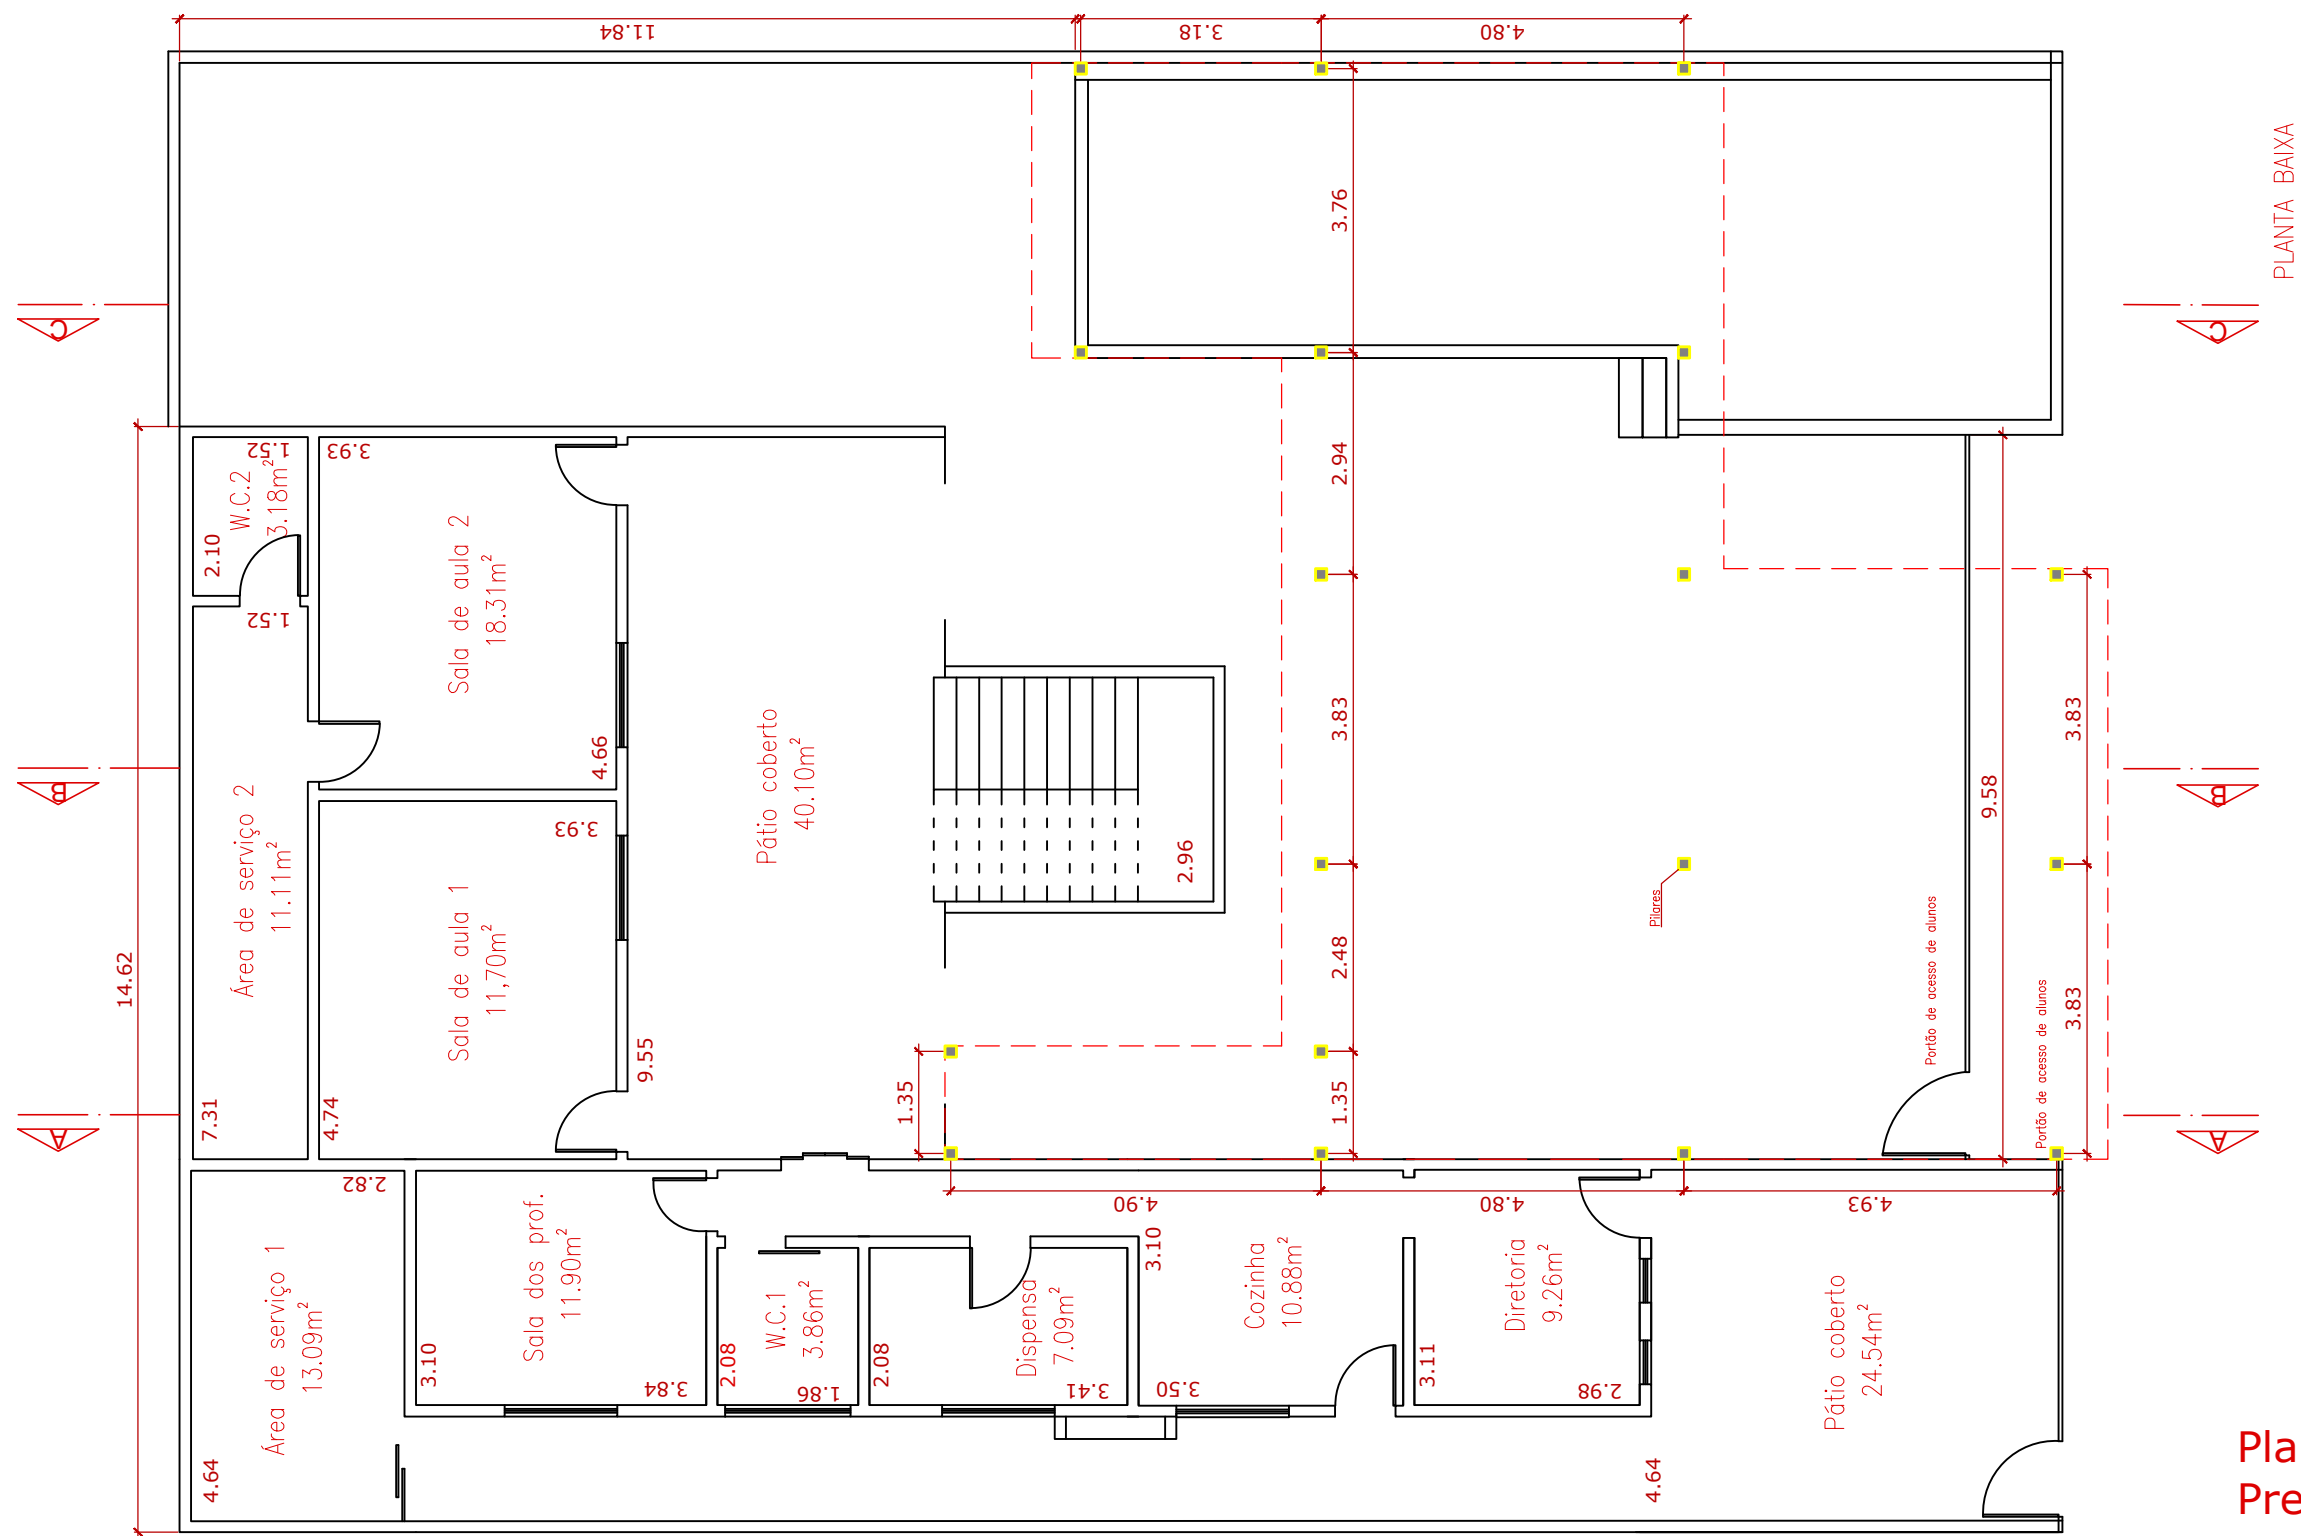 11.84
3.18
4.80
PLANTA BAIXA
3.76
C
C
1.52
W.C.2
3.18m²
2.10
3.93
Sala de aula 2
18.31m²
4.66
2.94
1.52
Área de serviço 2
11.11m²
7.31
B
B
Pátio coberto
40.10m²
3.83
3.83
9.58
3.93
Sala de aula 1
11,70m²
4.74
9.55
2.96
Pilares
14.62
2.48
Portão de acesso de alunos
Portão de acesso de alunos
3.83
1.35
1.35
A
A
2.82
Área de serviço 1
13.09m²
4.64
Sala dos prof.
11.90m²
3.10
3.84
W.C.1
3.86m²
2.08
1.86
Dispensa
7.09m²
2.08
3.41
4.90
4.80
4.93
Cozinha
10.88m²
3.10
3.50
Diretoria
9.26m²
3.11
2.98
Pátio coberto
24.54m²
4.64
Pla
Pre